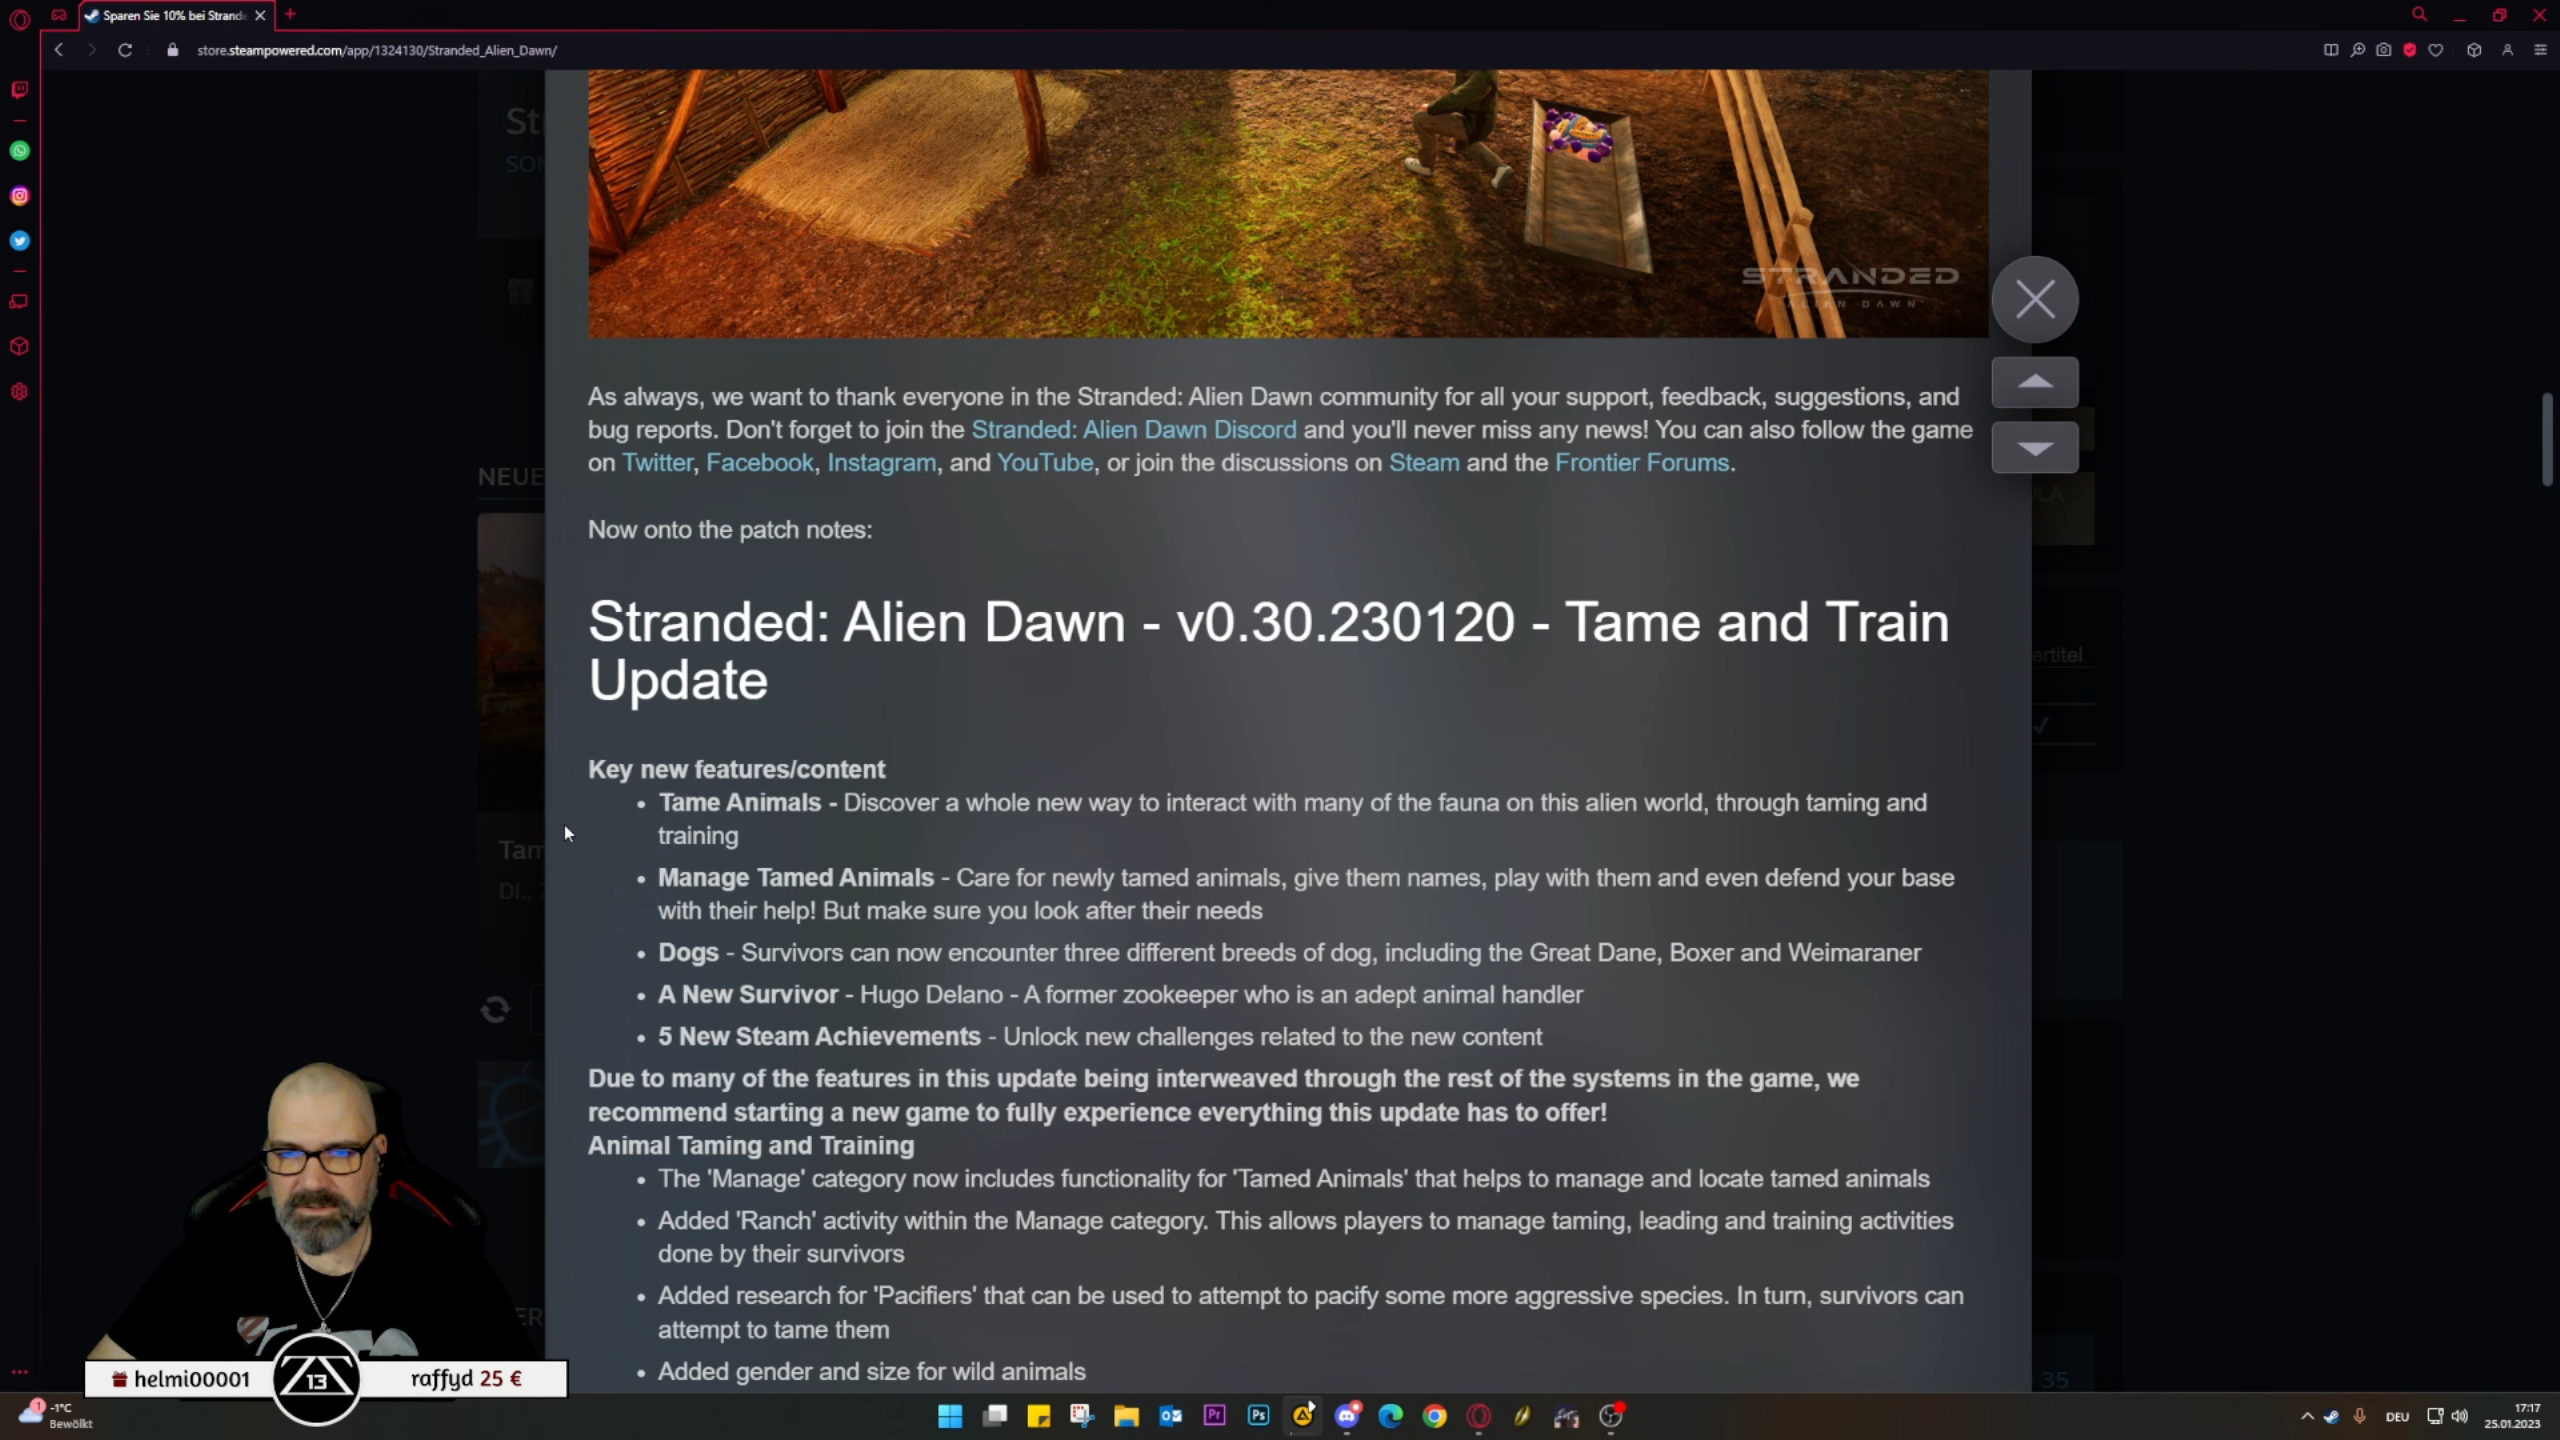 Sparen Sie 10% bei Strande
store.steampowered.com/app/1324130/Stranded_Alien_Dawn/
STRANDED
ALIEN DAWN
As always, we want to thank everyone in the Stranded: Alien Dawn community for all your support, feedback, suggestions, and
bug reports. Don't forget to join the Stranded: Alien Dawn Discord and you'll never miss any news! You can also follow the game
on Twitter, Facebook, Instagram, and YouTube, or join the discussions on Steam and the Frontier Forums.
NEUE
Now onto the patch notes:
Stranded: Alien Dawn - v0.30.230120 - Tame and Train
Update
ertitel
Key new features/content
• Tame Animals - Discover a whole new way to interact with many of the fauna on this alien world, through taming and
training
Tam
• Manage Tamed Animals - Care for newly tamed animals, give them names, play with them and even defend your base
with their help! But make sure you look after their needs
• Dogs - Survivors can now encounter three different breeds of dog, including the Great Dane, Boxer and Weimaraner
• A New Survivor - Hugo Delano - A former zookeeper who is an adept animal handler
• 5 New Steam Achievements - Unlock new challenges related to the new content
Due to many of the features in this update being interweaved through the rest of the systems in the game, we
recommend starting a new game to fully experience everything this update has to offer!
Animal Taming and Training
• The 'Manage' category now includes functionality for 'Tamed Animals' that helps to manage and locate tamed animals
• Added 'Ranch' activity within the Manage category. This allows players to manage taming, leading and training activities
done by their survivors
• Added research for 'Pacifiers' that can be used to attempt to pacify some more aggressive species. In turn, survivors can
attempt to tame them
• Added gender and size for wild animals
35
helmi00001
13
raffyd 25 €
1
-1°C
Bewölkt
DEU
17:17
25.01.2023